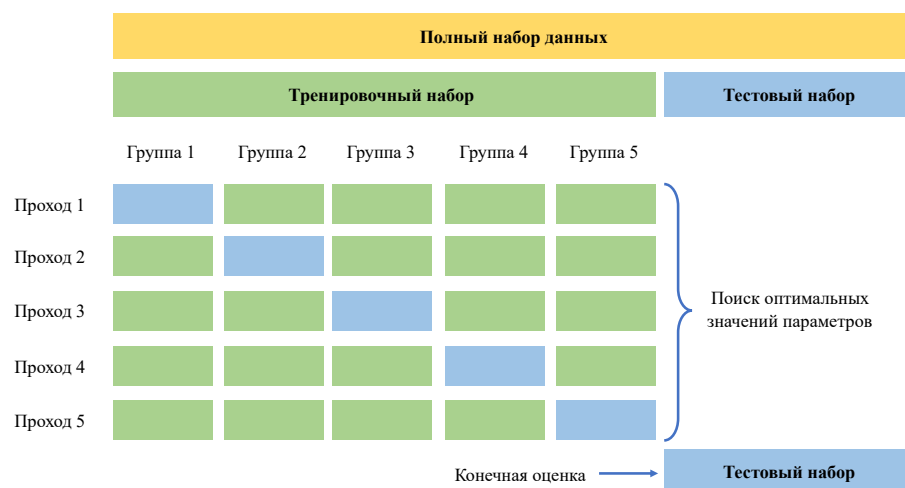 Полный набор данных
Тренировочный набор
Тестовый набор
Группа 1
Группа 2
Группа 3
Группа 4
Группа 5
Проход 1
Проход 2
Проход 3
Проход 4
Проход 5
Поиск оптимальных
значений параметров
Конечная оценка
Тестовый набор